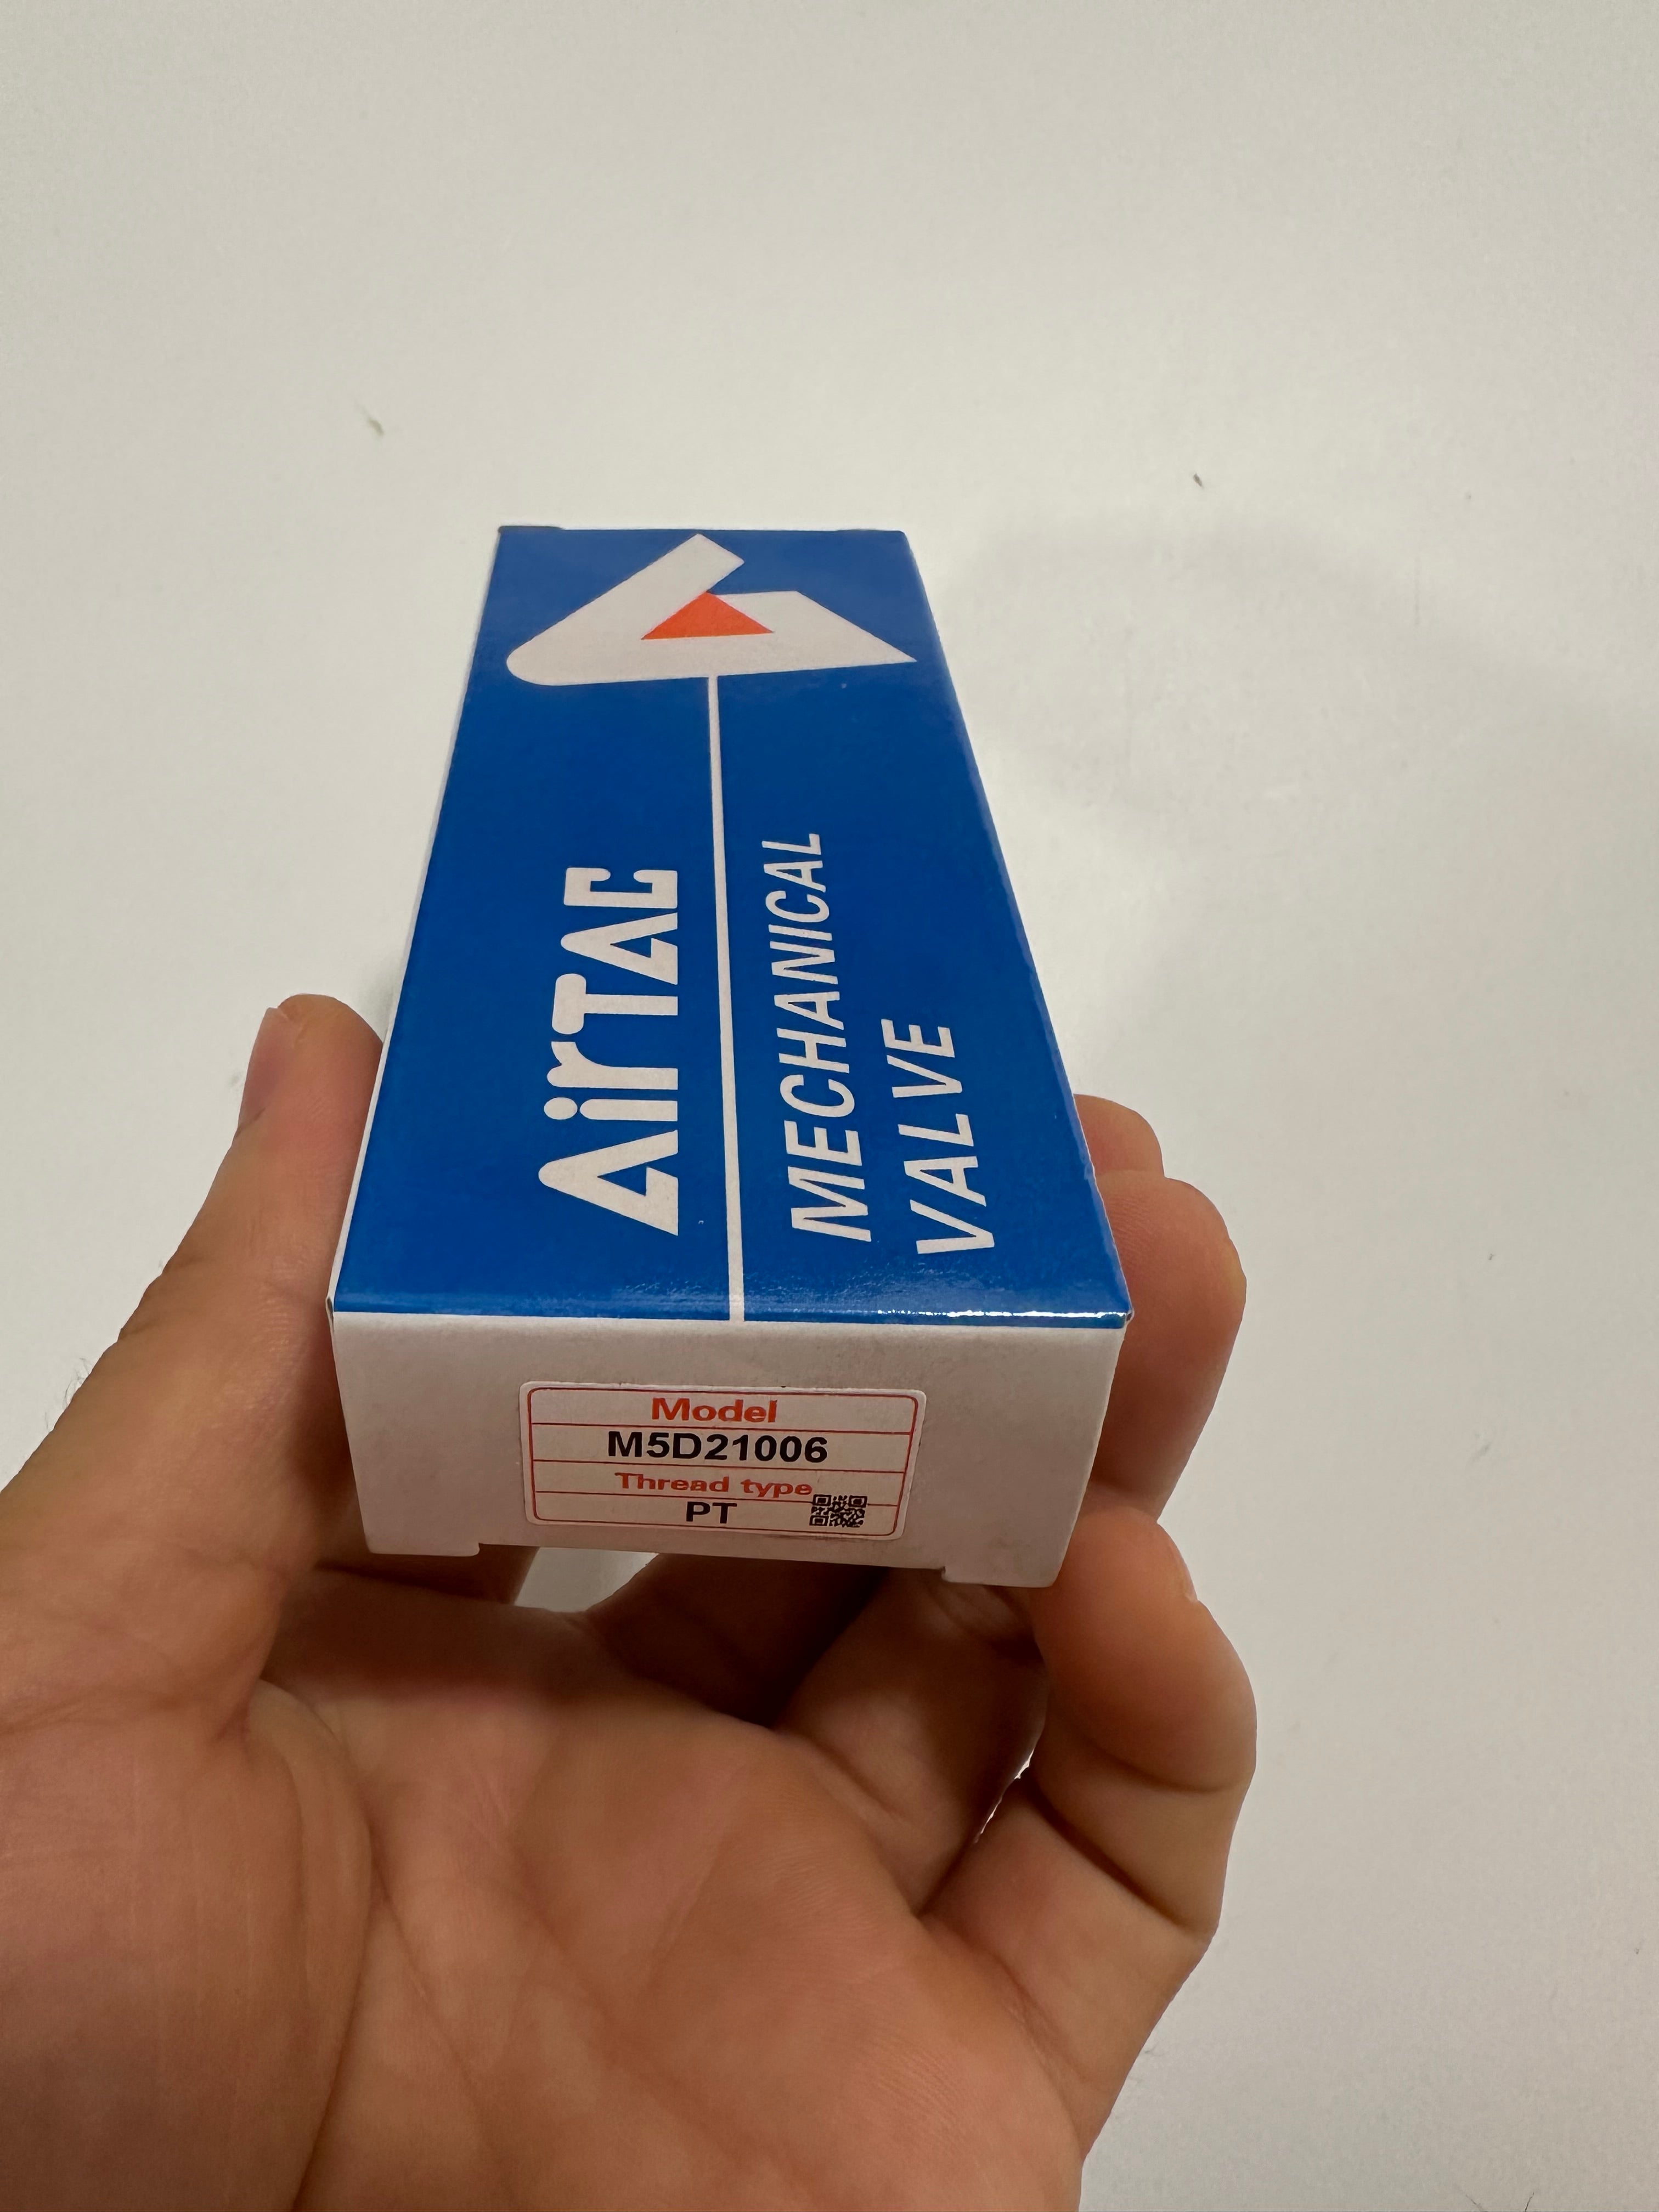 AirTAC
MECHANICAL
VALVE
Model
M5D21006
Thread type
PT